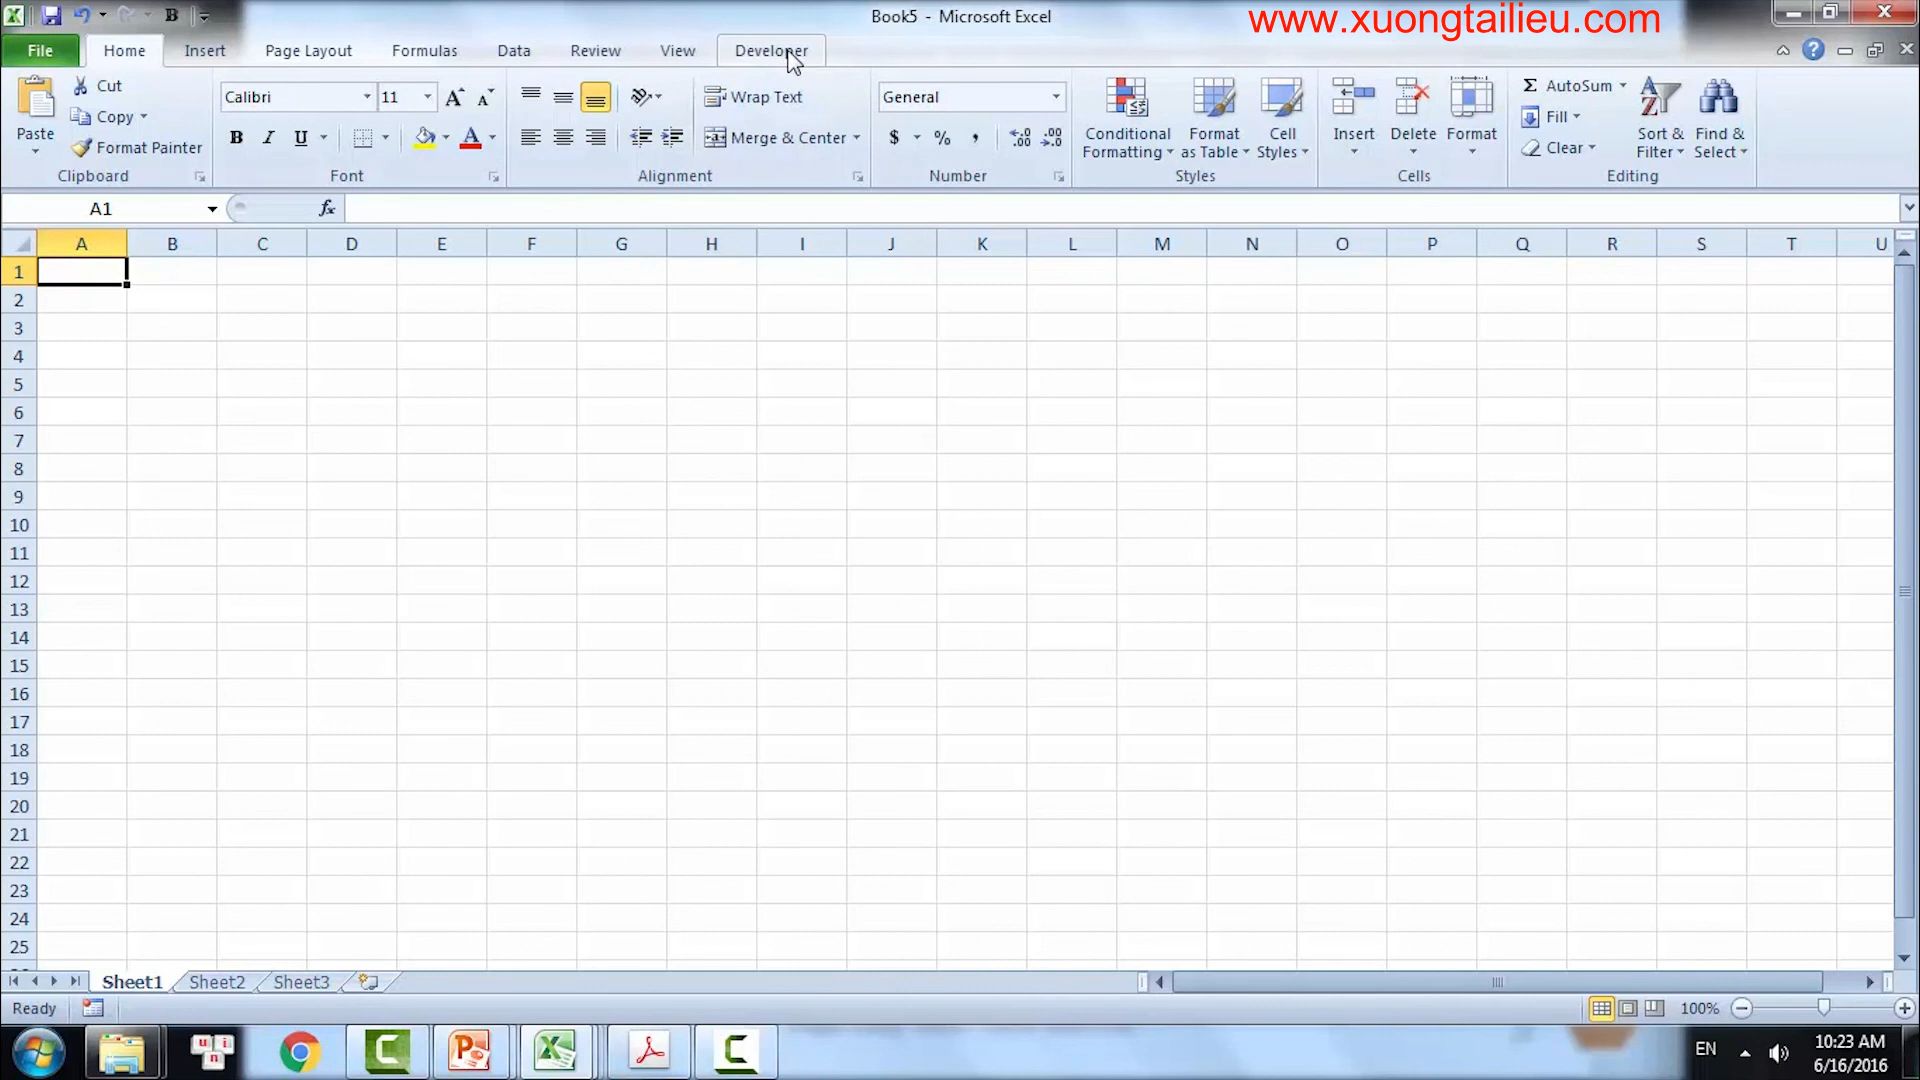 Book5 - Microsoft Excel
www.xuongtailieu.com
File Home Insert Page Layout Formulas Data Review View Developer
Paste
Cut
Copy
Format Painter
Clipboard
Calibri 11
B I U
Font
Wrap Text
Merge & Center
Alignment
General
$ % ,
Number
Conditional Formatting
Format as Table
Cell Styles
Styles
Insert
Delete
Format
Cells
Σ AutoSum
Fill
Clear
Sort & Filter
Find & Select
Editing
A1
fx
A B C D E F G H I J K L M N O P Q R S T U
1
2
3
4
5
6
7
8
9
10
11
12
13
14
15
16
17
18
19
20
21
22
23
24
25
Sheet1 Sheet2 Sheet3
Ready
100%
EN
10:23 AM
6/16/2016